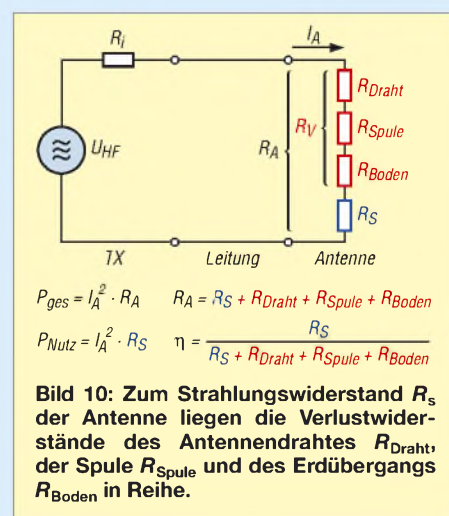 R_i
I_A
U_HF
R_A
R_V
R_Draht
R_Spule
R_Boden
R_S
TX Leitung Antenne
P_ges = I_A^2 · R_A R_A = R_S + R_Draht + R_Spule + R_Boden
P_Nutz = I_A^2 · R_S η = R_S / (R_S + R_Draht + R_Spule + R_Boden)
Bild 10: Zum Strahlungswiderstand R_s
der Antenne liegen die Verlustwider-
stände des Antennendrahtes R_Draht,
der Spule R_Spule und des Erdübergangs
R_Boden in Reihe.